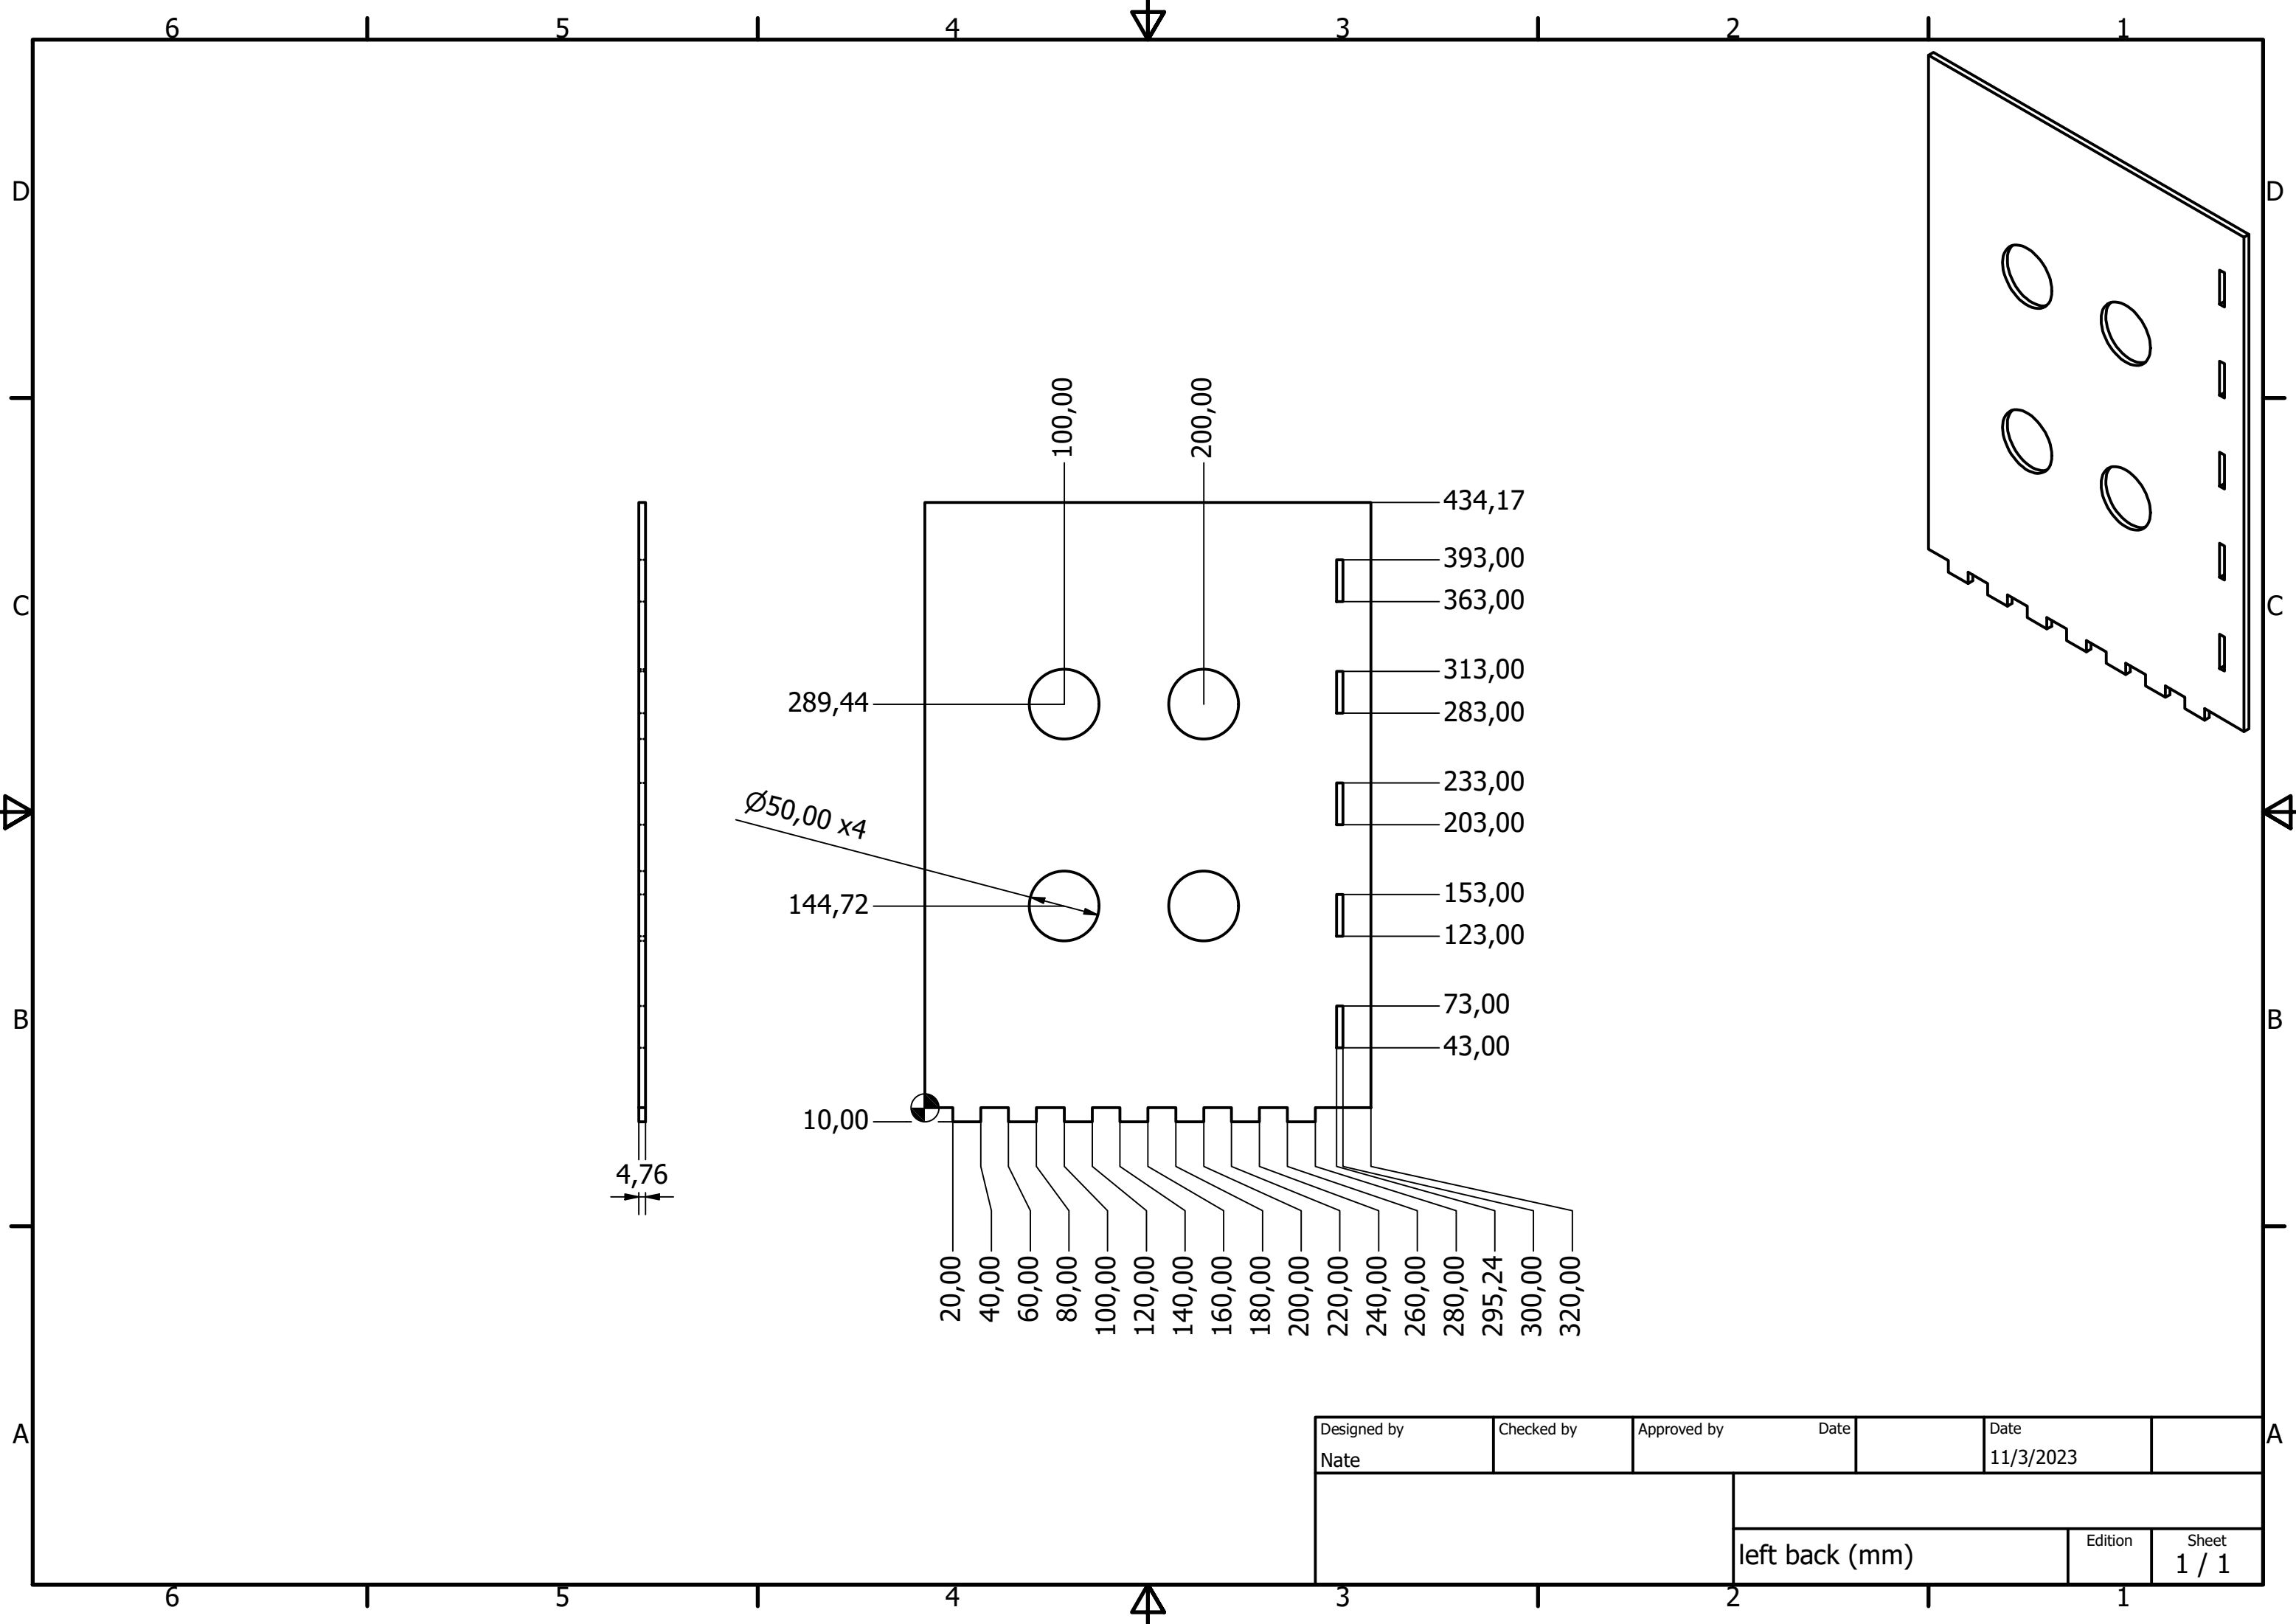 6 5 4 3 2 1
D D
100,00 200,00
434,17
393,00
C 363,00 C
313,00
289,44 283,00
233,00
Ø50,00 x4 203,00
144,72 153,00
123,00
73,00
B 43,00 B
10,00
4,76
20,00 40,00 60,00 80,00 100,00 120,00 140,00 160,00 180,00 200,00 220,00 240,00 260,00 280,00 295,24 300,00 320,00
A A
Designed by Checked by Approved by Date Date
Nate 11/3/2023
Edition Sheet
left back (mm) 1 / 1
6 5 4 3 2 1